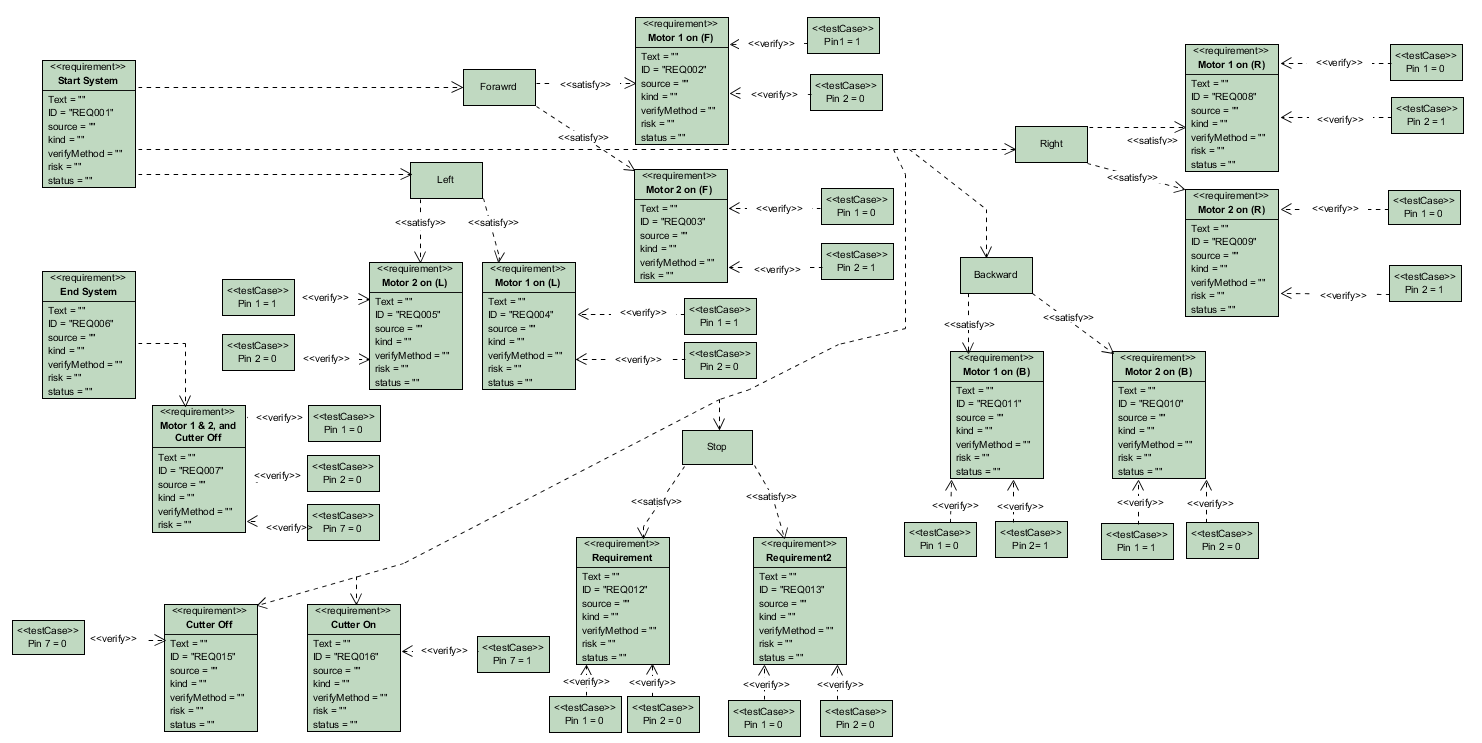 <<requirement>>
Start System
Text = ""
ID = "REQ001"
source = ""
kind = ""
verifyMethod = ""
risk = ""
status = ""
Forawrd
<<satisfy>>
<<satisfy>>
<<requirement>>
Motor 1 on (F)
Text = ""
ID = "REQ002"
source = ""
kind = ""
verifyMethod = ""
risk = ""
status = ""
<<verify>>
<<testCase>>
Pin1 = 1
<<verify>>
<<testCase>>
Pin 2 = 0
<<requirement>>
Motor 2 on (F)
Text = ""
ID = "REQ003"
source = ""
kind = ""
verifyMethod = ""
risk = ""
<<verify>>
<<testCase>>
Pin 1 = 0
<<verify>>
<<testCase>>
Pin 2 = 1
Right
<<satisfy>>
<<satisfy>>
<<requirement>>
Motor 1 on (R)
Text = "
ID = "REQ008"
source = ""
kind = ""
verifyMethod = ""
risk = ""
status = ""
<<verify>>
<<testCase>>
Pin 1 = 0
<<verify>>
<<testCase>>
Pin 2 = 1
<<requirement>>
Motor 2 on (R)
Text = ""
ID = "REQ009"
source = ""
kind = ""
verifyMethod = ""
risk = ""
status = ""
<<verify>>
<<testCase>>
Pin 1 = 0
<<verify>>
<<testCase>>
Pin 2 = 1
Left
<<satisfy>>
<<satisfy>>
<<requirement>>
Motor 2 on (L)
Text = ""
ID = "REQ005"
source = ""
kind = ""
verifyMethod = ""
risk = ""
status = ""
<<testCase>>
Pin 1 = 1
<<verify>>
<<testCase>>
Pin 2 = 0
<<verify>>
<<requirement>>
Motor 1 on (L)
Text = ""
ID = "REQ004"
source = ""
kind = ""
verifyMethod = ""
risk = ""
status = ""
<<verify>>
<<testCase>>
Pin 1 = 1
<<verify>>
<<testCase>>
Pin 2 = 0
<<requirement>>
End System
Text = ""
ID = "REQ006"
source = ""
kind = ""
verifyMethod = ""
risk = ""
status = ""
<<requirement>>
Motor 1 & 2, and
Cutter Off
Text = ""
ID = "REQ007"
source = ""
kind = ""
verifyMethod = ""
risk = ""
<<verify>>
<<testCase>>
Pin 1 = 0
<<verify>>
<<testCase>>
Pin 2 = 0
<<verify>>
<<testCase>>
Pin 7 = 0
Backward
<<satisfy>>
<<satisfy>>
<<requirement>>
Motor 1 on (B)
Text = ""
ID = "REQ011"
source = ""
kind = ""
verifyMethod = ""
risk = ""
status = ""
<<verify>>
<<verify>>
<<testCase>>
Pin 1 = 0
<<testCase>>
Pin 2= 1
<<requirement>>
Motor 2 on (B)
Text = ""
ID = "REQ010"
source = ""
kind = ""
verifyMethod = ""
risk = ""
status = ""
<<verify>>
<<verify>>
<<testCase>>
Pin 1 = 1
<<testCase>>
Pin 2 = 0
Stop
<<satisfy>>
<<satisfy>>
<<requirement>>
Requirement
Text = ""
ID = "REQ012"
source = ""
kind = ""
verifyMethod = ""
risk = ""
status = ""
<<verify>>
<<verify>>
<<testCase>>
Pin 1 = 0
<<testCase>>
Pin 2 = 0
<<requirement>>
Requirement2
Text = ""
ID = "REQ013"
source = ""
kind = ""
verifyMethod = ""
risk = ""
status = ""
<<verify>>
<<verify>>
<<testCase>>
Pin 1 = 0
<<testCase>>
Pin 2 = 0
<<testCase>>
Pin 7 = 0
<<verify>>
<<requirement>>
Cutter Off
Text = ""
ID = "REQ015"
source = ""
kind = ""
verifyMethod = ""
risk = ""
status = ""
<<requirement>>
Cutter On
Text = ""
ID = "REQ016"
source = ""
kind = ""
verifyMethod = ""
risk = ""
status = ""
<<verify>>
<<testCase>>
Pin 7 = 1